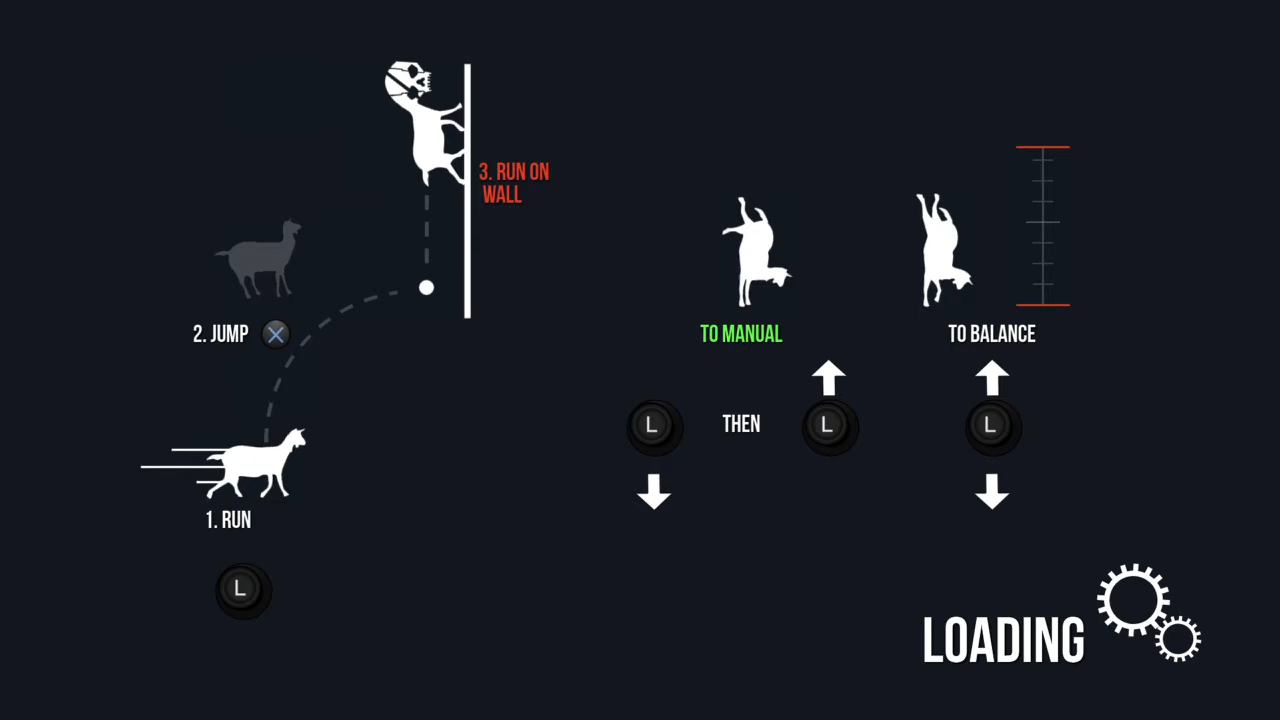 3. RUN ON
WALL
2. JUMP
1. RUN
L
TO MANUAL
L THEN L
TO BALANCE
L
LOADING